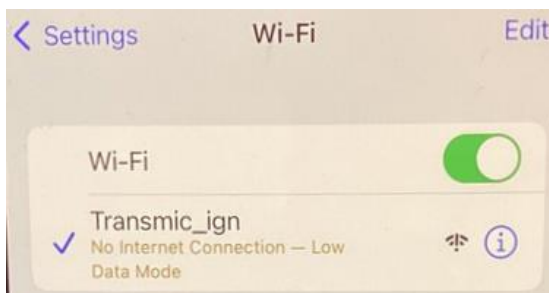 Settings Wi-Fi Edit
Wi-Fi
Transmic_ign
No Internet Connection — Low
Data Mode